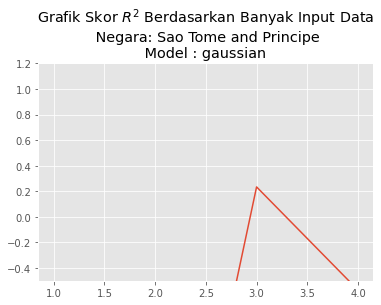 Grafik Skor $R^2$ Berdasarkan Banyak Input Data
Negara: Sao Tome and Principe
Model : gaussian
1.2
1.0
0.8
0.6
0.4
0.2
0.0
−0.2
−0.4
1.0 1.5 2.0 2.5 3.0 3.5 4.0